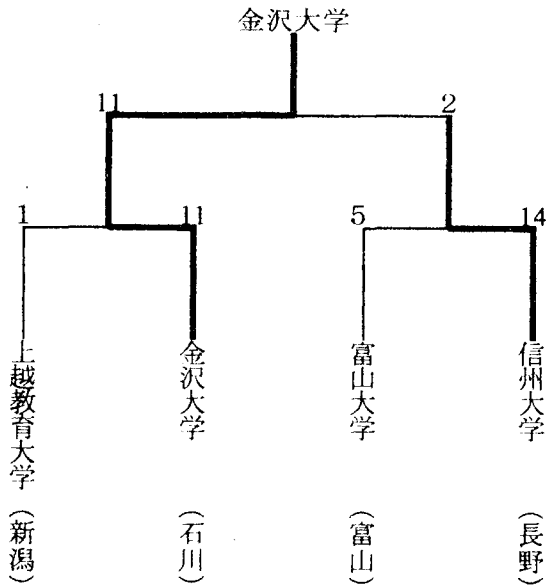 金沢大学
11
2
1
11
5
14
上越教育大学（新潟）
金沢大学（石川）
富山大学（富山）
信州大学（長野）